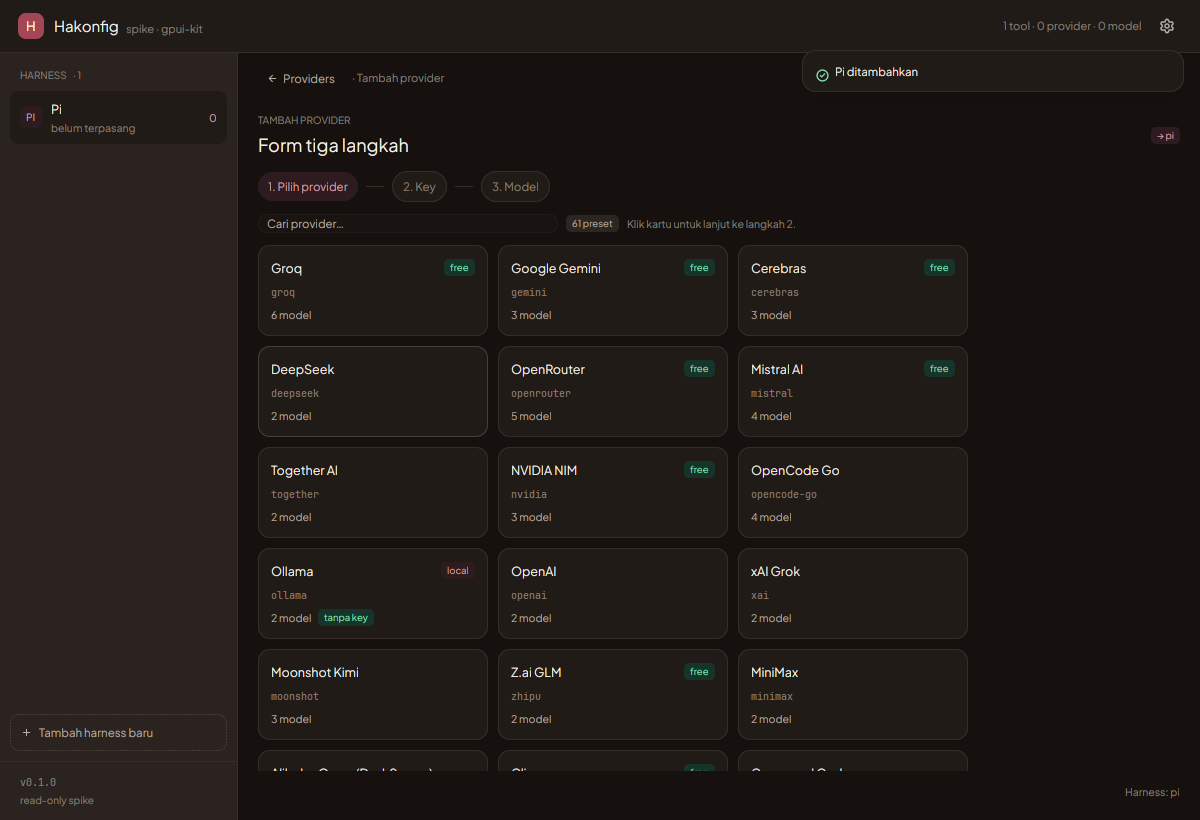 H Hakonfig spike · gpui-kit
1 tool · 0 provider · 0 model
HARNESS · 1
PI Pi 0
belum terpasang
+ Tambah harness baru
v0.1.0
read-only spike
← Providers · Tambah provider
Pi ditambahkan
TAMBAH PROVIDER
Form tiga langkah
→ pi
1. Pilih provider — 2. Key — 3. Model
Cari provider... 61 preset Klik kartu untuk lanjut ke langkah 2.
Groq free
groq
6 model
Google Gemini free
gemini
3 model
Cerebras free
cerebras
3 model
DeepSeek
deepseek
2 model
OpenRouter free
openrouter
5 model
Mistral AI free
mistral
4 model
Together AI
together
2 model
NVIDIA NIM free
nvidia
3 model
OpenCode Go
opencode-go
4 model
Ollama local
ollama
2 model tanpa key
OpenAI
openai
2 model
xAI Grok
xai
2 model
Moonshot Kimi
moonshot
3 model
Z.ai GLM free
zhipu
2 model
MiniMax
minimax
2 model
Harness: pi